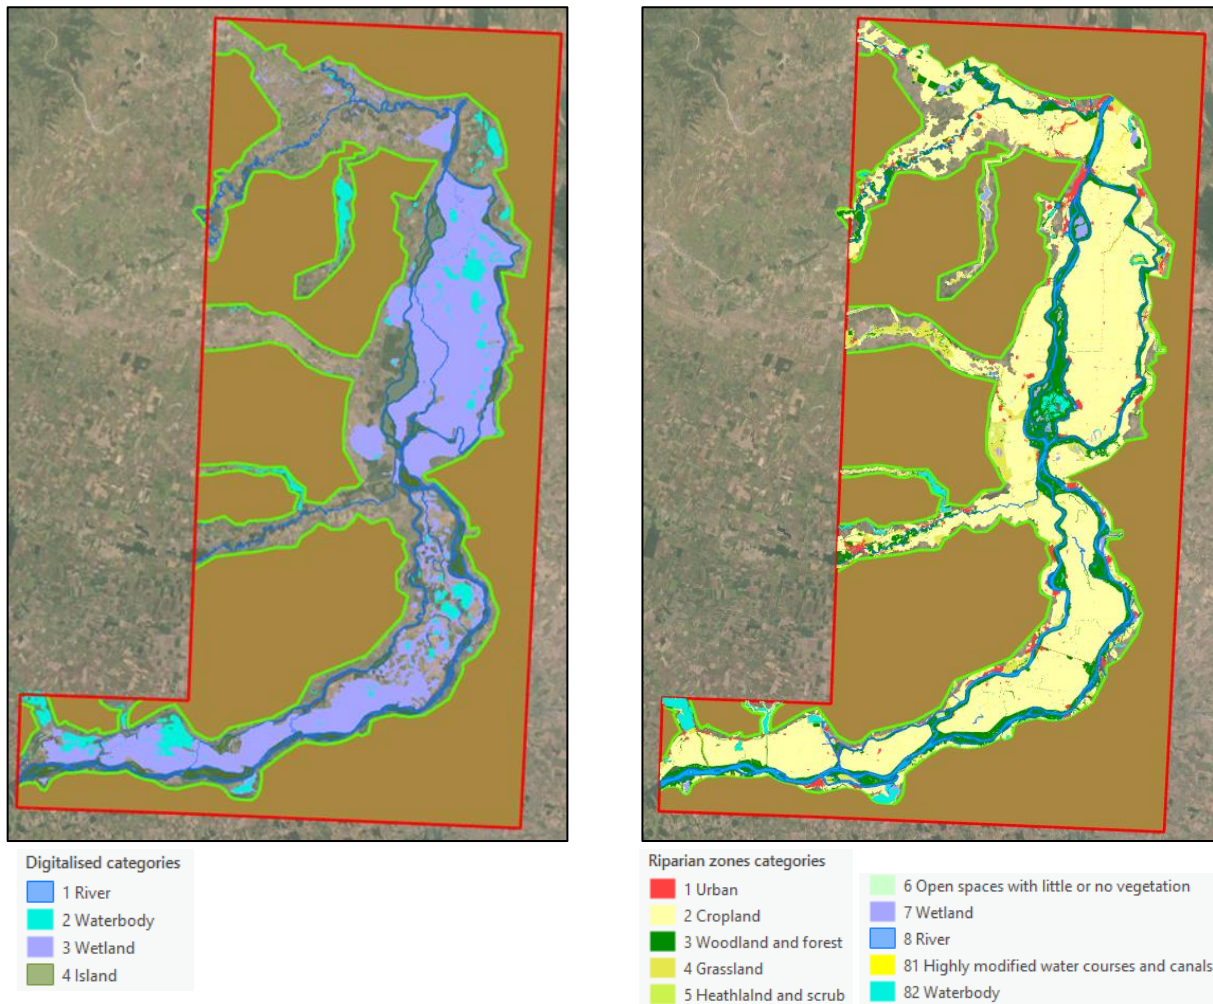 Digitalised categories
1 River
2 Waterbody
3 Wetland
4 Island
Riparian zones categories
1 Urban
2 Cropland
3 Woodland and forest
4 Grassland
5 Heathlalnd and scrub
6 Open spaces with little or no vegetation
7 Wetland
8 River
81 Highly modified water courses and canals
82 Waterbody